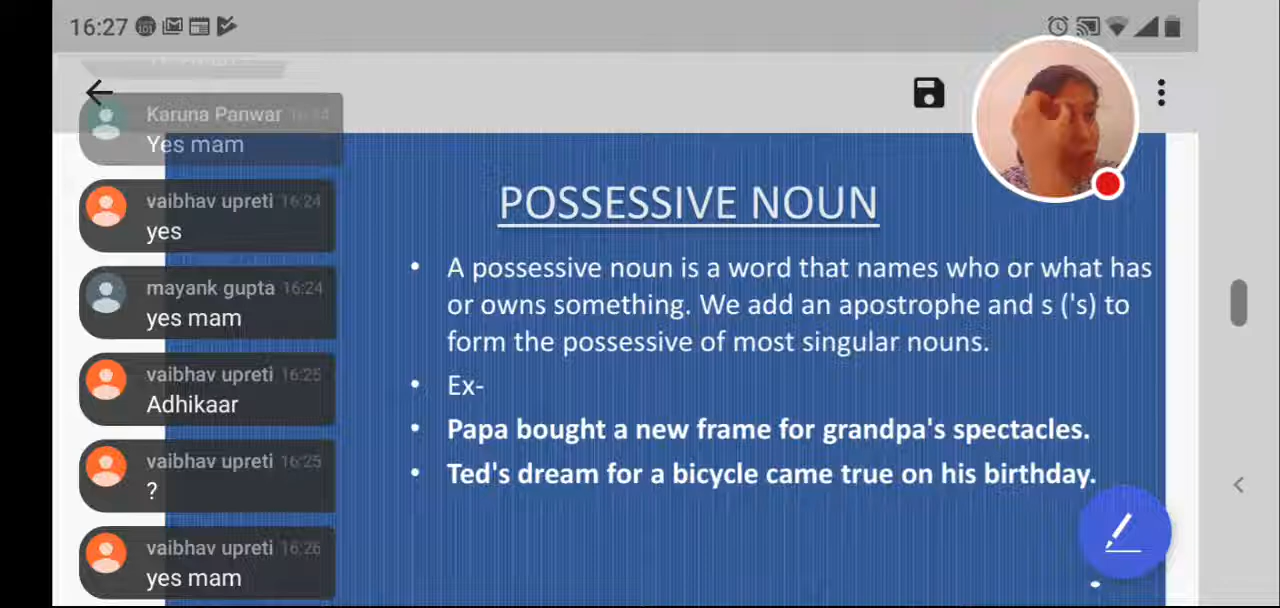 16:27
Karuna Panwar 16:24
Yes mam
vaibhav upreti 16:24
yes
mayank gupta 16:24
yes mam
vaibhav upreti 16:25
Adhikaar
vaibhav upreti 16:25
?
vaibhav upreti 16:26
yes mam
POSSESSIVE NOUN
• A possessive noun is a word that names who or what has
or owns something. We add an apostrophe and s ('s) to
form the possessive of most singular nouns.
• Ex-
• Papa bought a new frame for grandpa's spectacles.
• Ted's dream for a bicycle came true on his birthday.